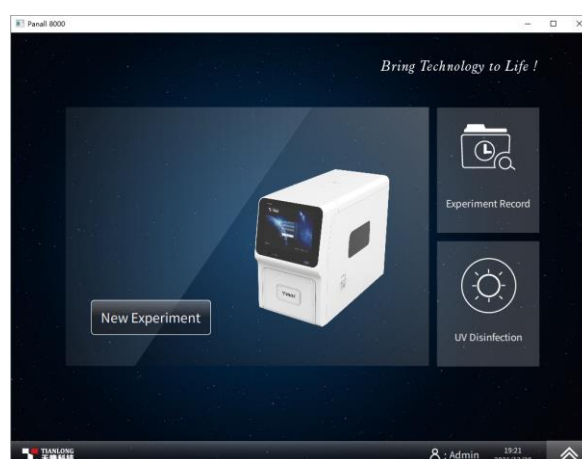 Panall 8000
Bring Technology to Life !
Experiment Record
New Experiment
UV Disinfection
TIANLONG
天隆科技
: Admin
19:21